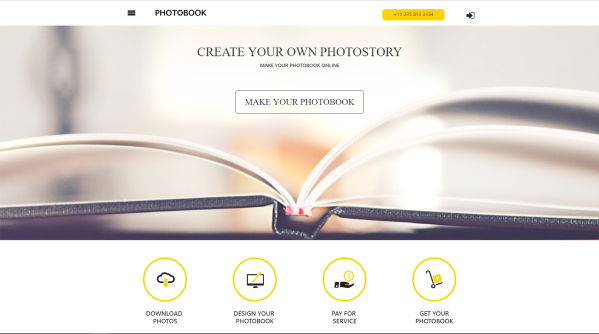 PHOTOBOOK
+11 235 813 2134
CREATE YOUR OWN PHOTOSTORY
MAKE YOUR PHOTOBOOK ONLINE
MAKE YOUR PHOTOBOOK
DOWNLOAD
PHOTOS
DESIGN YOUR
PHOTOBOOK
PAY FOR
SERVICE
GET YOUR
PHOTOBOOK